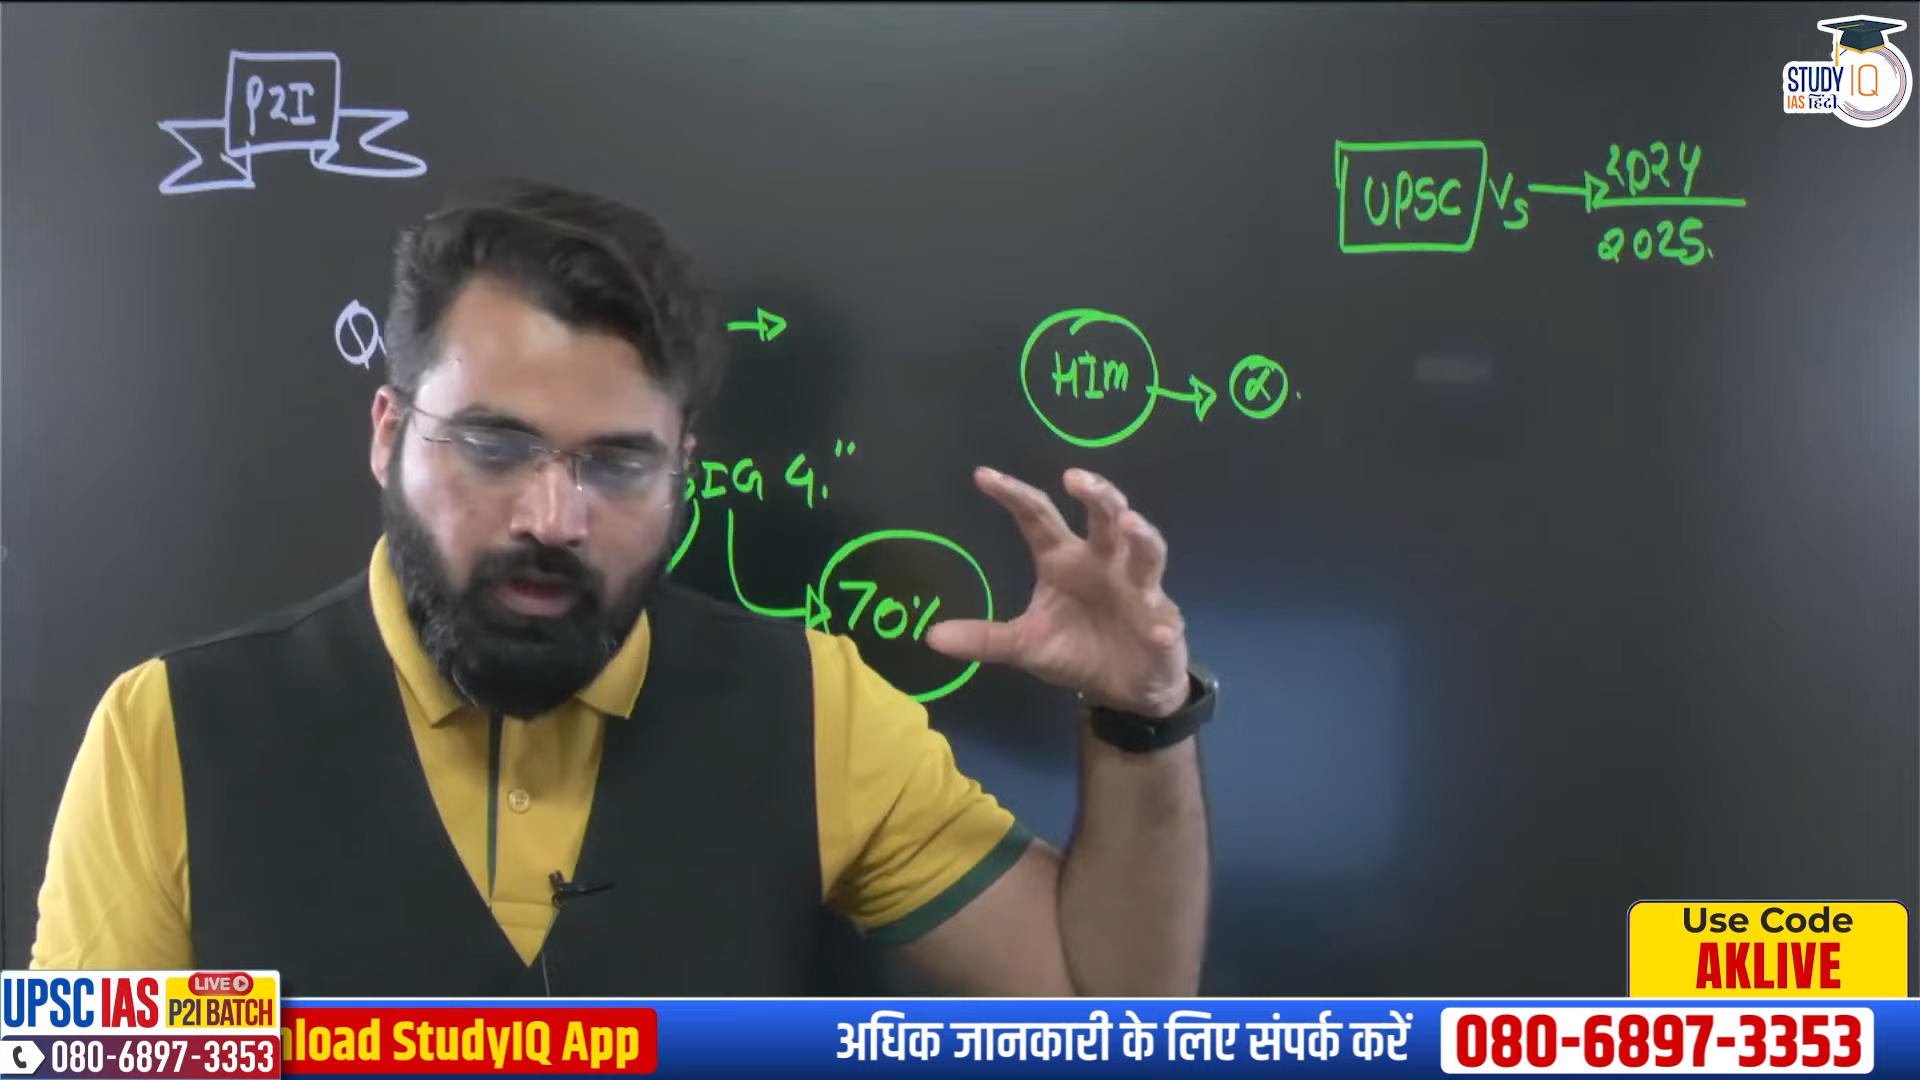 P2I
STUDY IQ
IAS हिंदी
UPSC Vs 2024
2025.
Q.
HIm
α.
IG 4."
70%
Use Code
AKLIVE
UPSC IAS
LIVE
P2I BATCH
080-6897-3353
nload StudyIQ App
अधिक जानकारी के लिए संपर्क करें
080-6897-3353